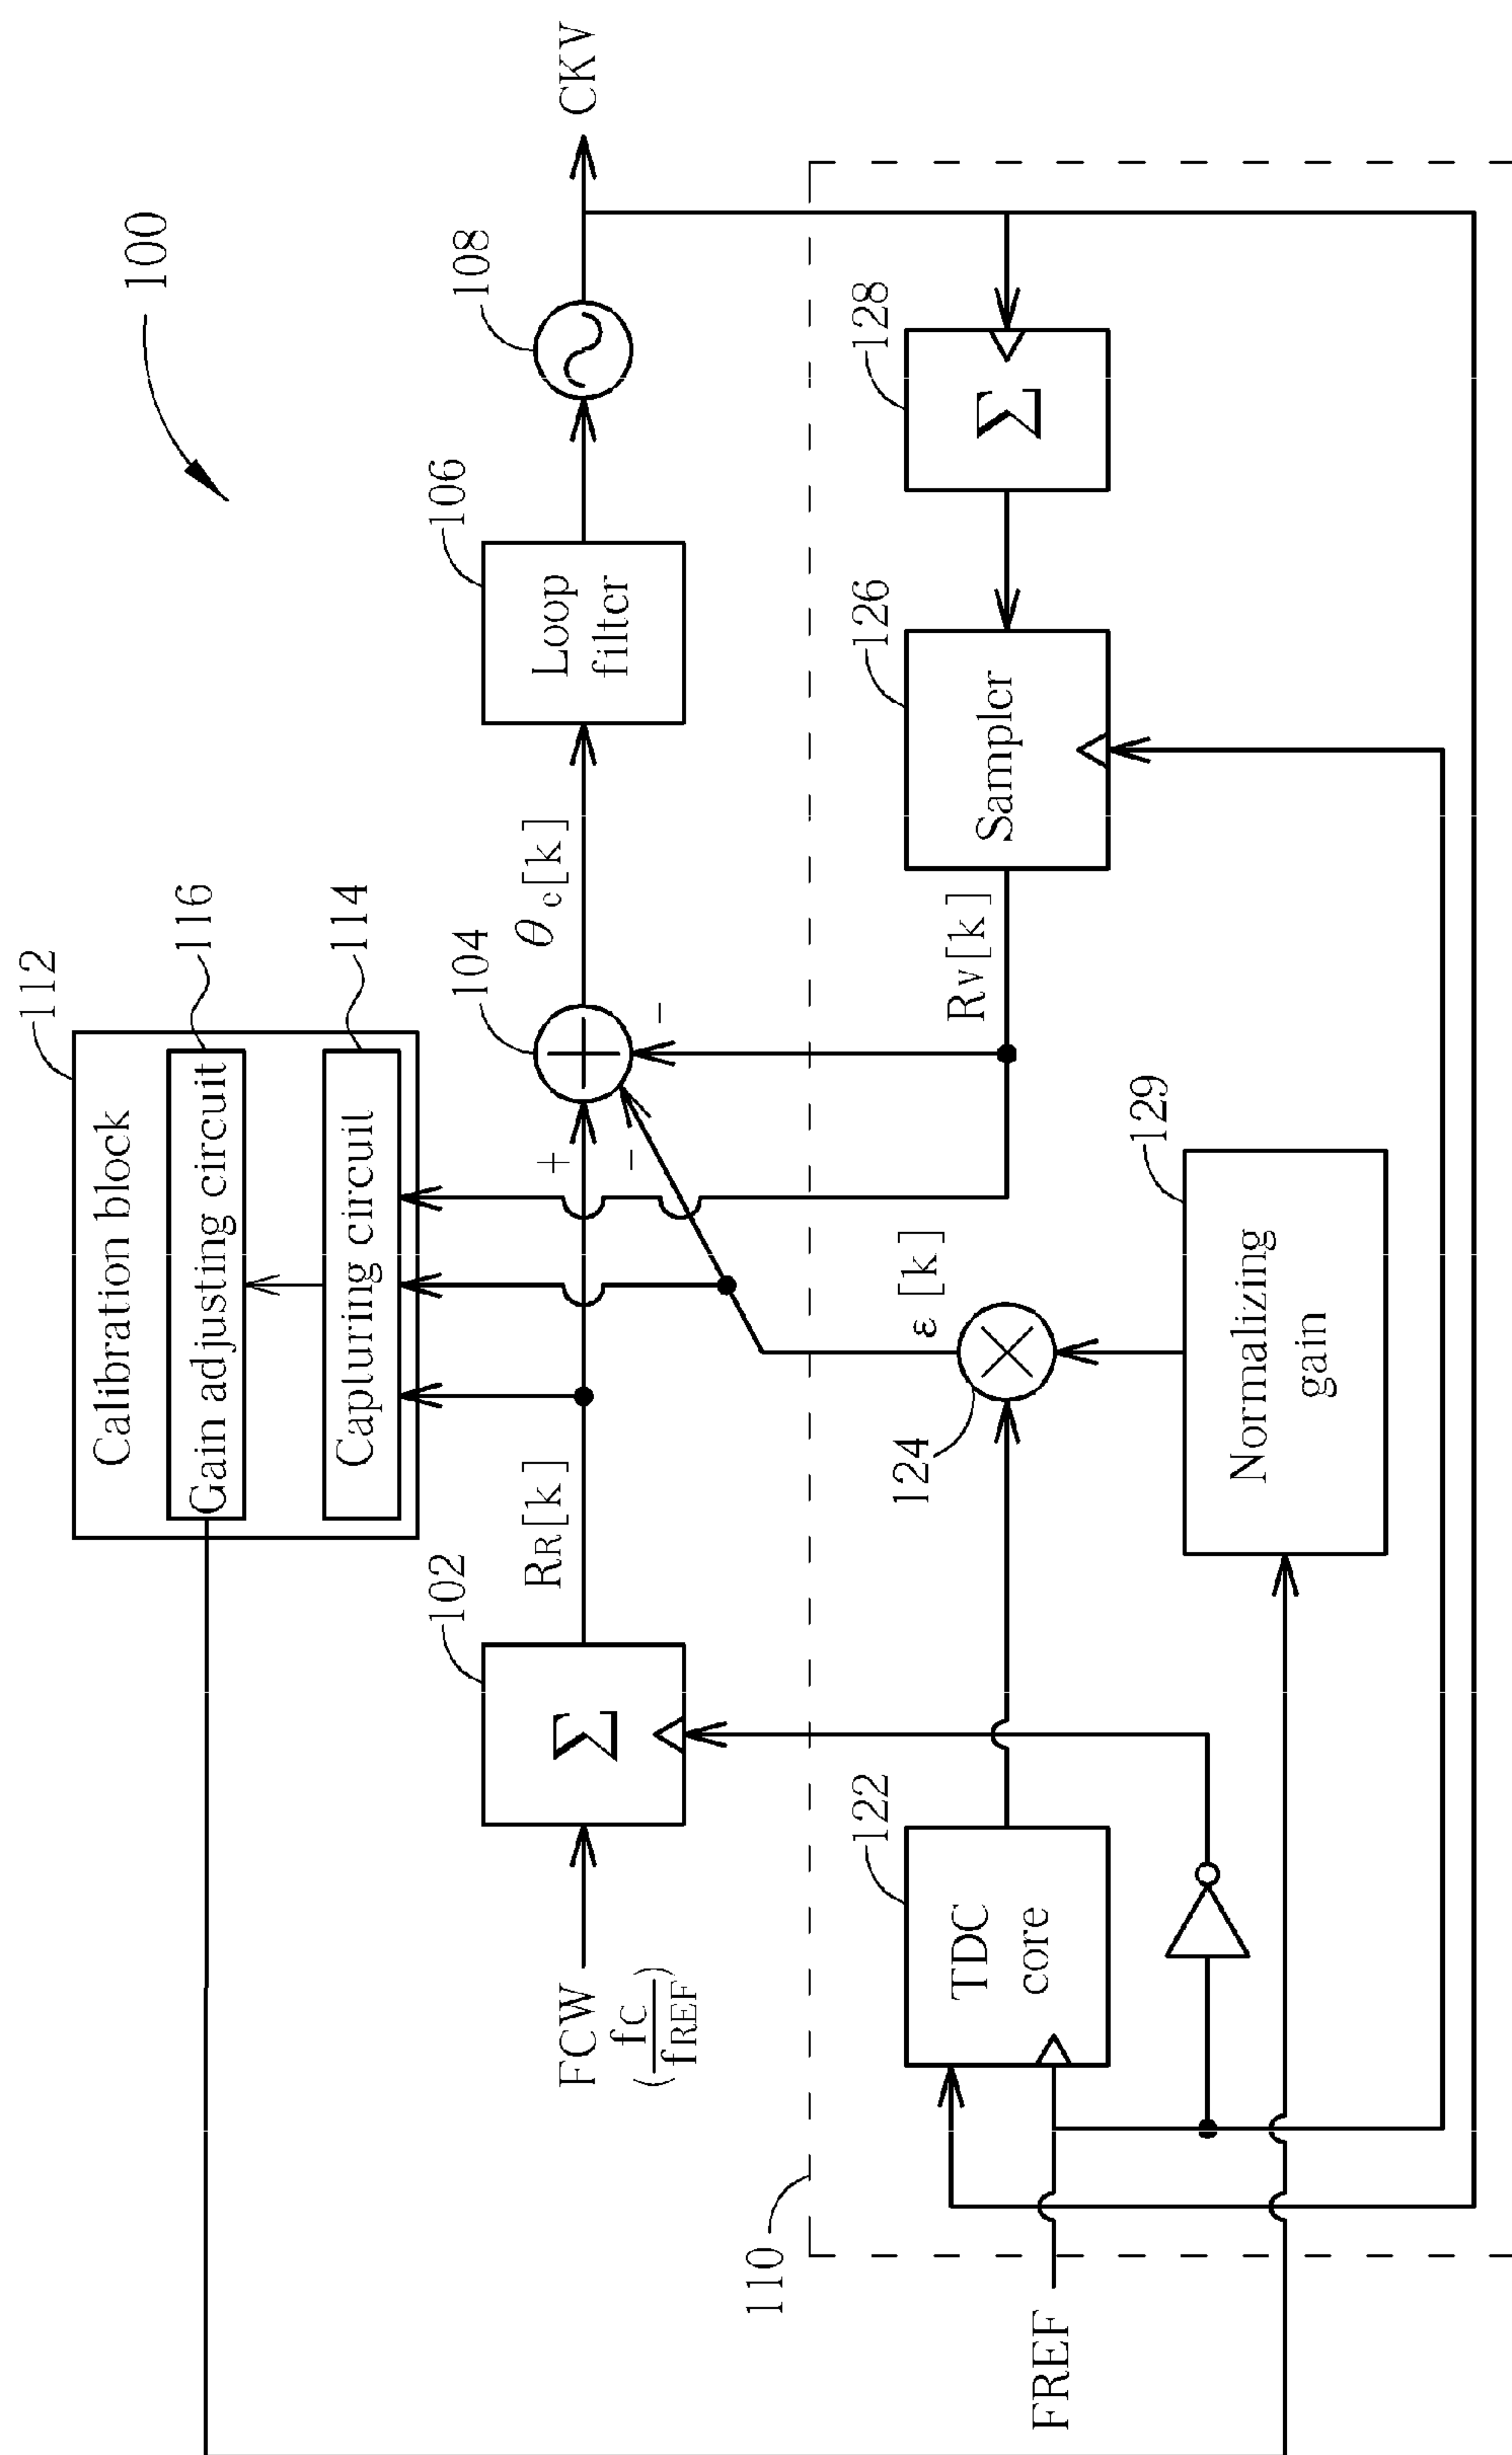 100
112
Calibration block
116
Gain adjusting circuit
114
Capturing circuit
102
Σ
FCW
(fC/fREF)
RR[k]
+
-
-
104
θe[k]
106
Loop
filter
108
CKV
110
FREF
122
TDC
core
124
ε [k]
129
Normalizing
gain
RV[k]
126
Sampler
128
Σ